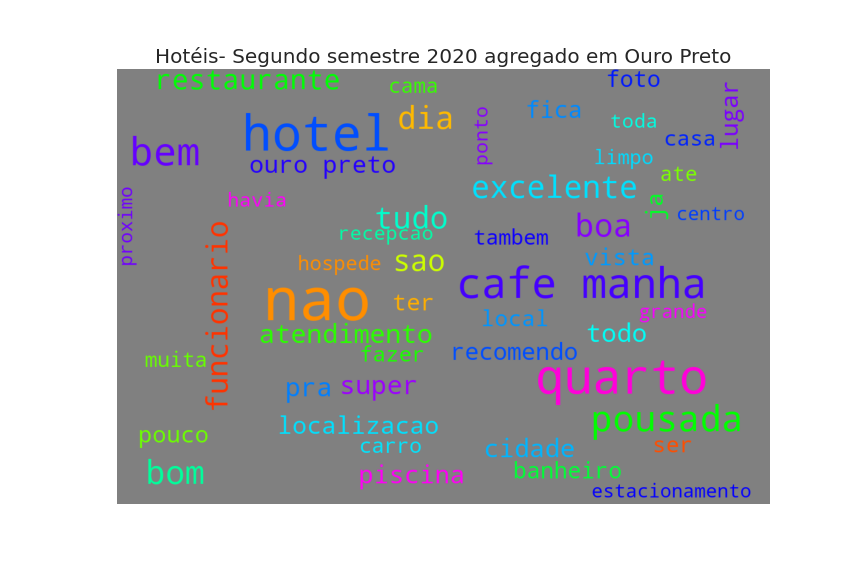 Hotéis- Segundo semestre 2020 agregado em Ouro Preto
restaurante
cama
foto
dia
fica
lugar
hotel
ponto
toda
casa
bem
ouro preto
limpo
ate
excelente
proximo
havia
ja
centro
tudo
recepcao
tambem
boa
funcionario
hospede
sao
vista
cafe manha
nao
ter
local
grande
atendimento
todo
muita
fazer
recomendo
pra
super
quarto
pouco
localizacao
pousada
carro
cidade
ser
bom
piscina
banheiro
estacionamento